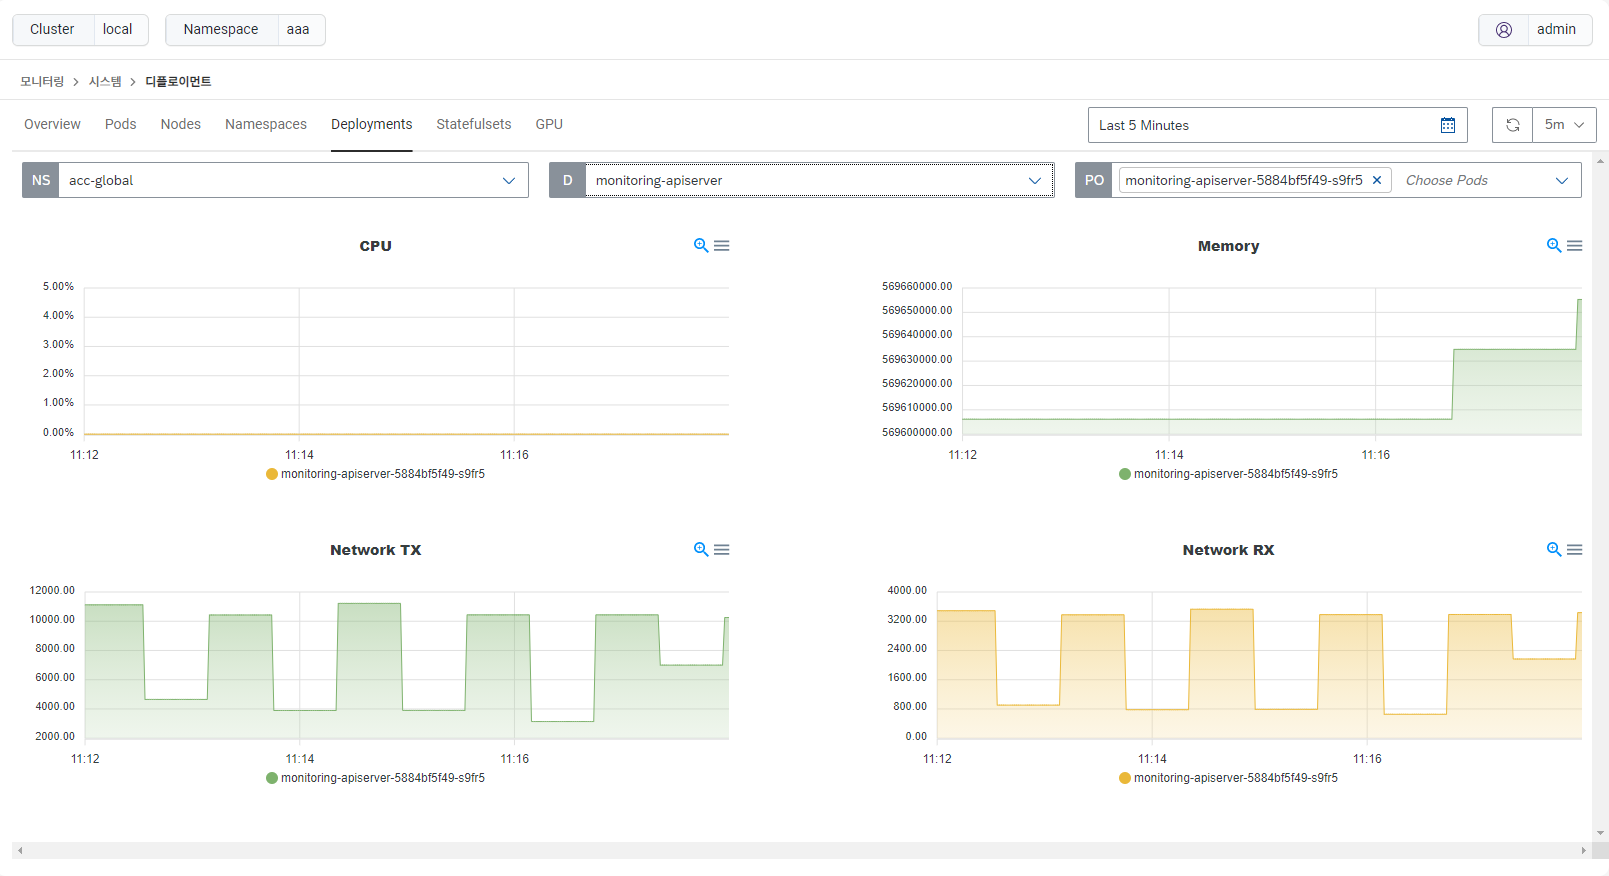 Cluster local Namespace aaa admin
모니터링 > 시스템 > 디플로이먼트
Overview Pods Nodes Namespaces Deployments Statefulsets GPU Last 5 Minutes 5m
NS acc-global D monitoring-apiserver PO monitoring-apiserver-5884bf5f49-s9fr5 × Choose Pods
CPU
5.00%
4.00%
3.00%
2.00%
1.00%
0.00%
11:12 11:14 11:16
monitoring-apiserver-5884bf5f49-s9fr5
Memory
569660000.00
569650000.00
569640000.00
569630000.00
569620000.00
569610000.00
569600000.00
11:12 11:14 11:16
monitoring-apiserver-5884bf5f49-s9fr5
Network TX
12000.00
10000.00
8000.00
6000.00
4000.00
2000.00
11:12 11:14 11:16
monitoring-apiserver-5884bf5f49-s9fr5
Network RX
4000.00
3200.00
2400.00
1600.00
800.00
0.00
11:12 11:14 11:16
monitoring-apiserver-5884bf5f49-s9fr5